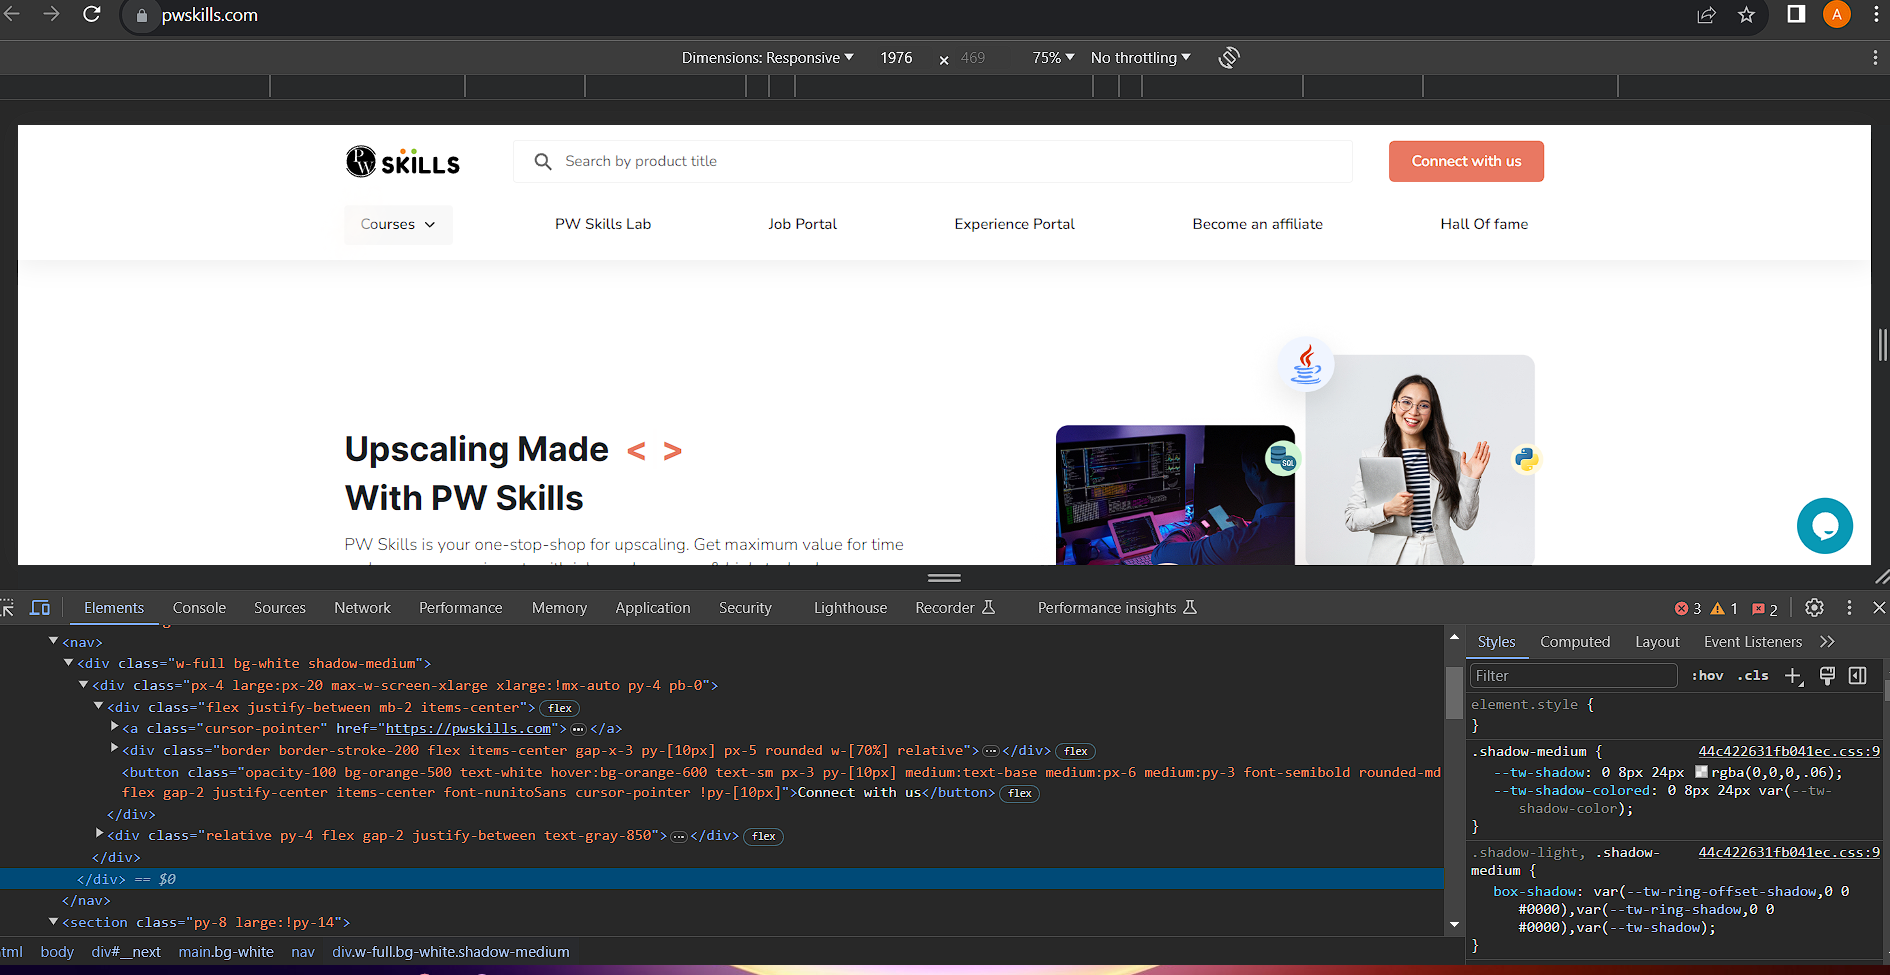 pwskills.com
A
Dimensions: Responsive 1976 × 469 75% No throttling
PW SKILLS
Search by product title
Connect with us
Courses
PW Skills Lab
Job Portal
Experience Portal
Become an affiliate
Hall Of fame
Upscaling Made < >
With PW Skills
SQL
PW Skills is your one-stop-shop for upscaling. Get maximum value for time
Elements Console Sources Network Performance Memory Application Security Lighthouse Recorder Performance insights 3 1 2
<nav>
<div class="w-full bg-white shadow-medium">
<div class="px-4 large:px-20 max-w-screen-xlarge xlarge:!mx-auto py-4 pb-0">
<div class="flex justify-between mb-2 items-center"> flex
<a class="cursor-pointer" href="https://pwskills.com">…</a>
<div class="border border-stroke-200 flex items-center gap-x-3 py-[10px] px-5 rounded w-[70%] relative">…</div> flex
<button class="opacity-100 bg-orange-500 text-white hover:bg-orange-600 text-sm px-3 py-[10px] medium:text-base medium:px-6 medium:py-3 font-semibold rounded-md
flex gap-2 justify-center items-center font-nunitoSans cursor-pointer !py-[10px]">Connect with us</button> flex
</div>
<div class="relative py-4 flex gap-2 justify-between text-gray-850">…</div> flex
</div>
</div> == $0
</nav>
<section class="py-8 large:!py-14">
tml body div#__next main.bg-white nav div.w-full.bg-white.shadow-medium
Styles Computed Layout Event Listeners
Filter :hov .cls
element.style {
}
.shadow-medium { 44c422631fb041ec.css:9
--tw-shadow: 0 8px 24px rgba(0,0,0,.06);
--tw-shadow-colored: 0 8px 24px var(--tw-
shadow-color);
}
.shadow-light, .shadow- 44c422631fb041ec.css:9
medium {
box-shadow: var(--tw-ring-offset-shadow,0 0
#0000),var(--tw-ring-shadow,0 0
#0000),var(--tw-shadow);
}